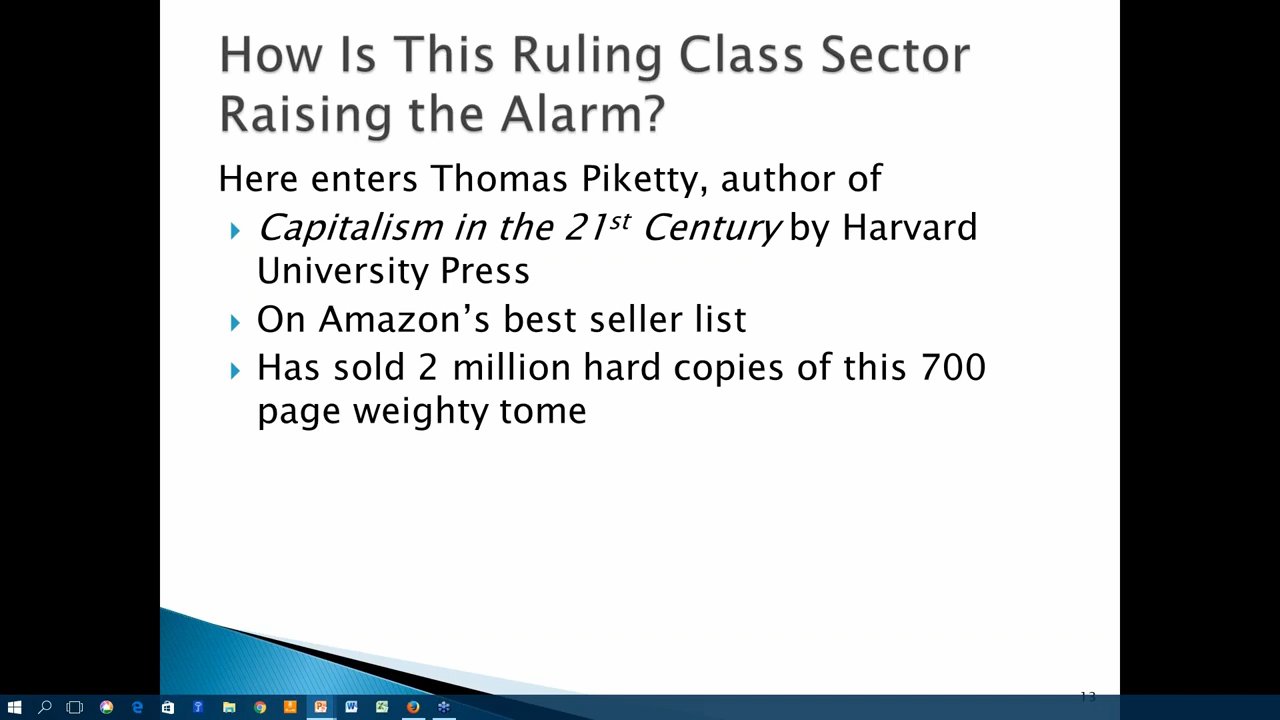 How Is This Ruling Class Sector
Raising the Alarm?
Here enters Thomas Piketty, author of
Capitalism in the 21st Century by Harvard
University Press
On Amazon’s best seller list
Has sold 2 million hard copies of this 700
page weighty tome
13